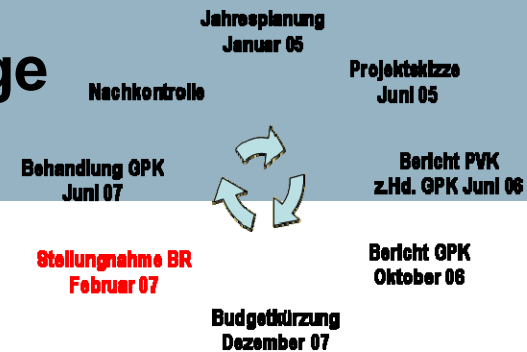 Jahresplanung
Januar 05
ge
Projektskizze
Juni 05
Nachkontrolle
Bericht PVK
z.Hd. GPK Juni 06
Behandlung GPK
Juni 07
Bericht GPK
Oktober 06
Stellungnahme BR
Februar 07
Budgetkürzung
Dezember 07